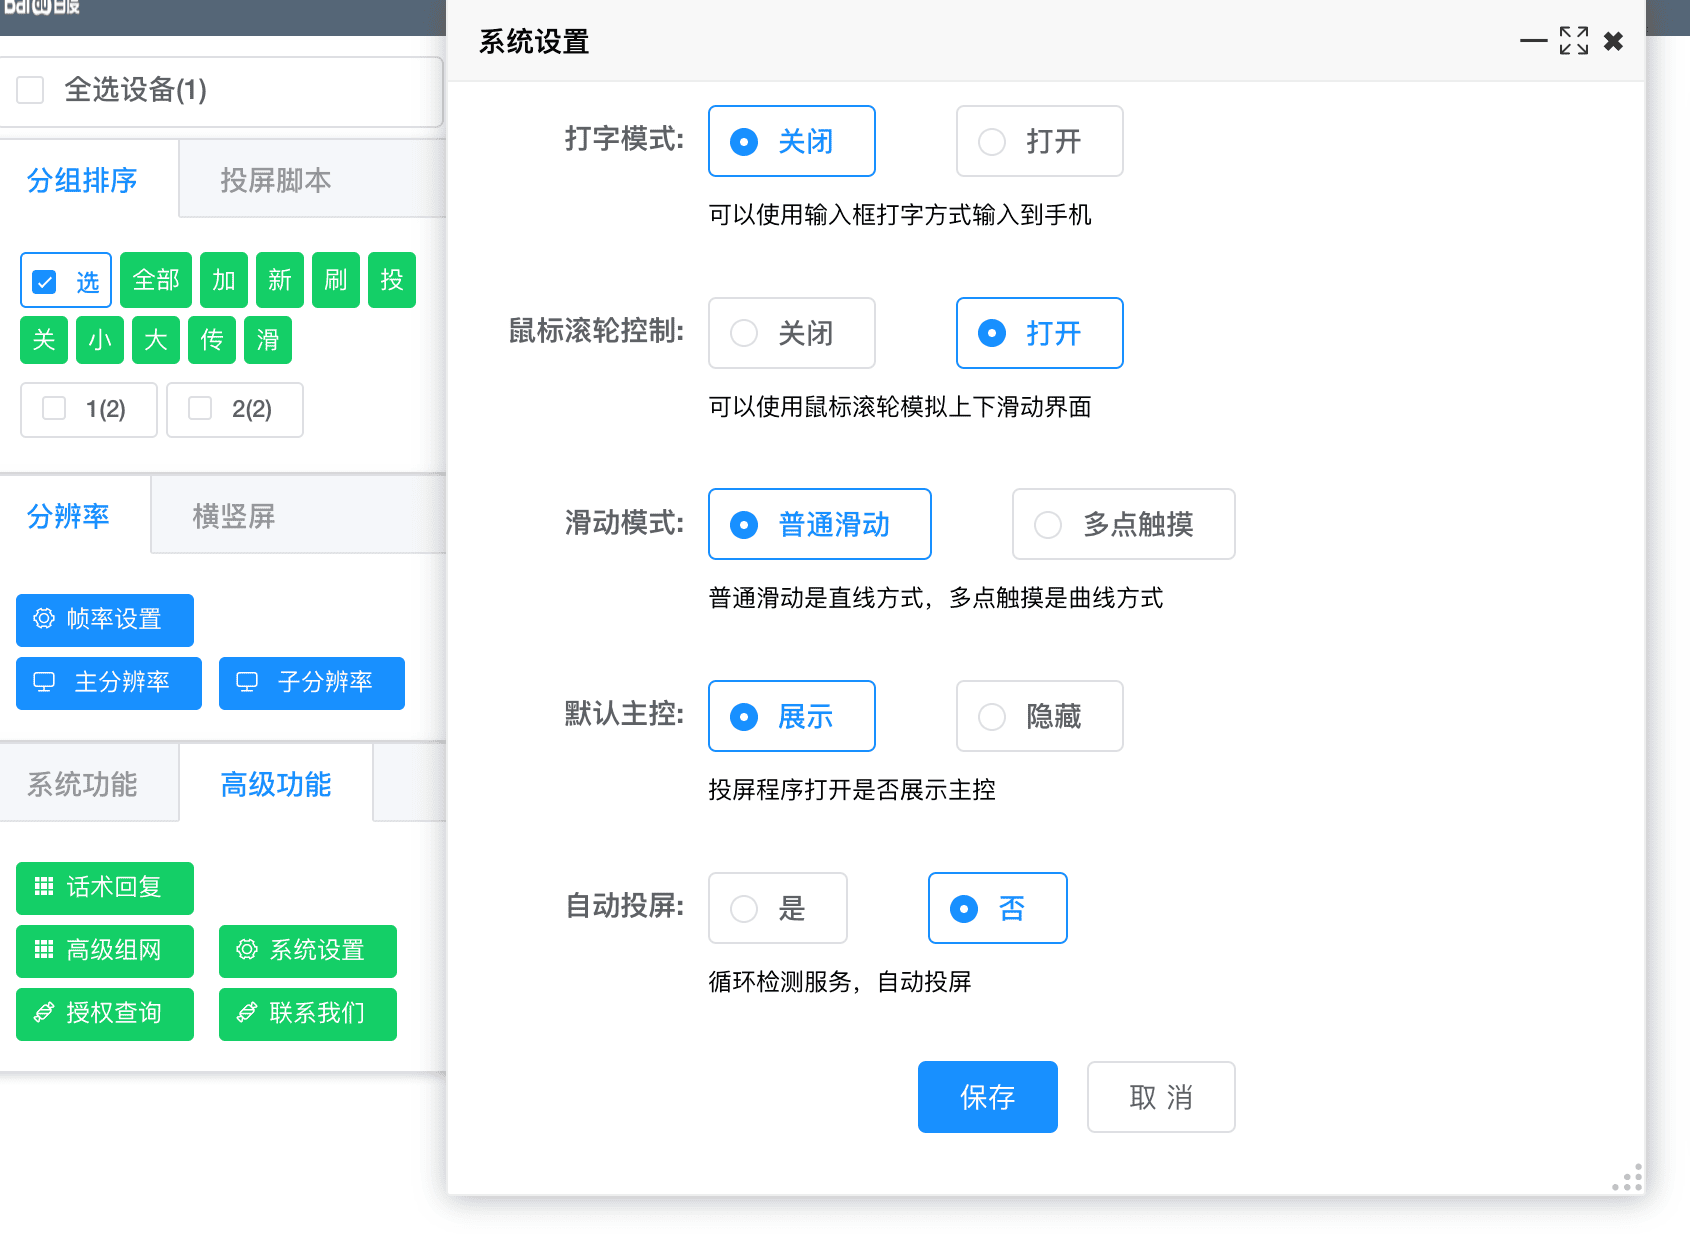 Bai 百度
全选设备(1)
分组排序 投屏脚本
选 全部 加 新 刷 投
关 小 大 传 滑
1(2) 2(2)
分辨率 横竖屏
帧率设置
主分辨率 子分辨率
系统功能 高级功能
话术回复
高级组网 系统设置
授权查询 联系我们
系统设置
打字模式: 关闭 打开
可以使用输入框打字方式输入到手机
鼠标滚轮控制: 关闭 打开
可以使用鼠标滚轮模拟上下滑动界面
滑动模式: 普通滑动 多点触摸
普通滑动是直线方式，多点触摸是曲线方式
默认主控: 展示 隐藏
投屏程序打开是否展示主控
自动投屏: 是 否
循环检测服务，自动投屏
保存 取 消